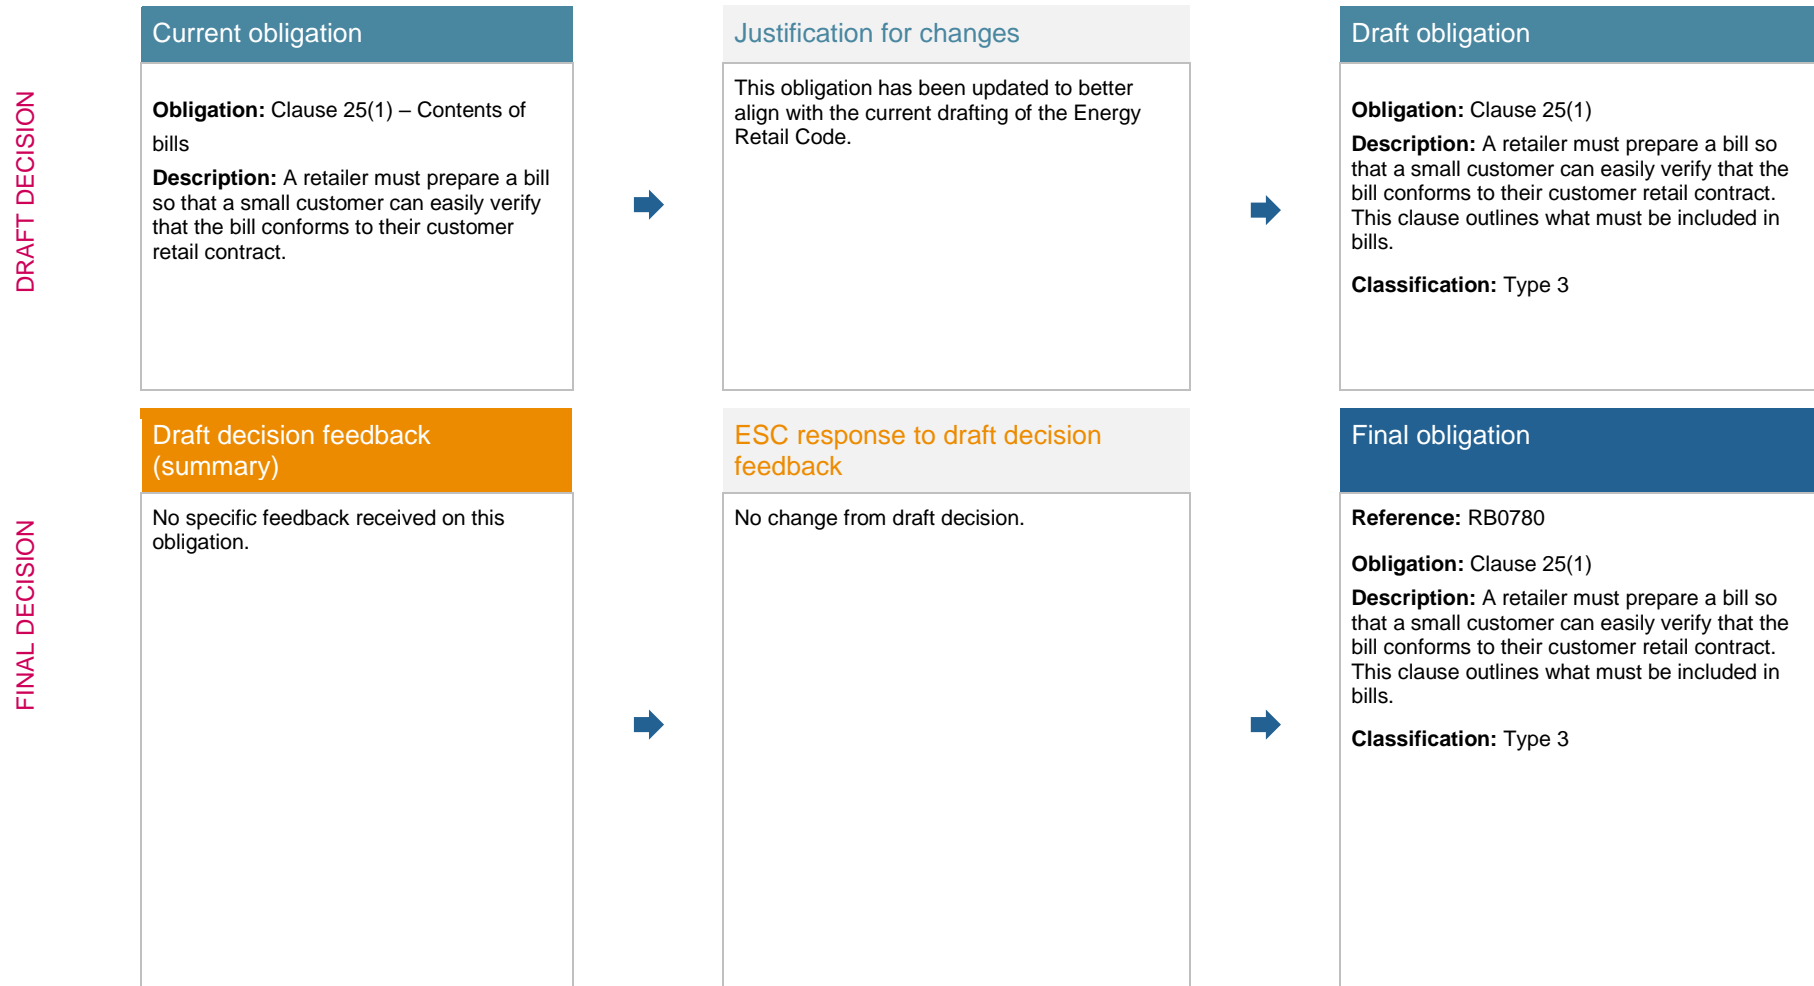 DRAFT DECISION
Current obligation
Obligation: Clause 25(1) – Contents of
bills
Description: A retailer must prepare a bill
so that a small customer can easily verify
that the bill conforms to their customer
retail contract.
Justification for changes
This obligation has been updated to better
align with the current drafting of the Energy
Retail Code.
Draft obligation
Obligation: Clause 25(1)
Description: A retailer must prepare a bill so
that a small customer can easily verify that the
bill conforms to their customer retail contract.
This clause outlines what must be included in
bills.
Classification: Type 3
FINAL DECISION
Draft decision feedback
(summary)
No specific feedback received on this
obligation.
ESC response to draft decision
feedback
No change from draft decision.
Final obligation
Reference: RB0780
Obligation: Clause 25(1)
Description: A retailer must prepare a bill so
that a small customer can easily verify that the
bill conforms to their customer retail contract.
This clause outlines what must be included in
bills.
Classification: Type 3